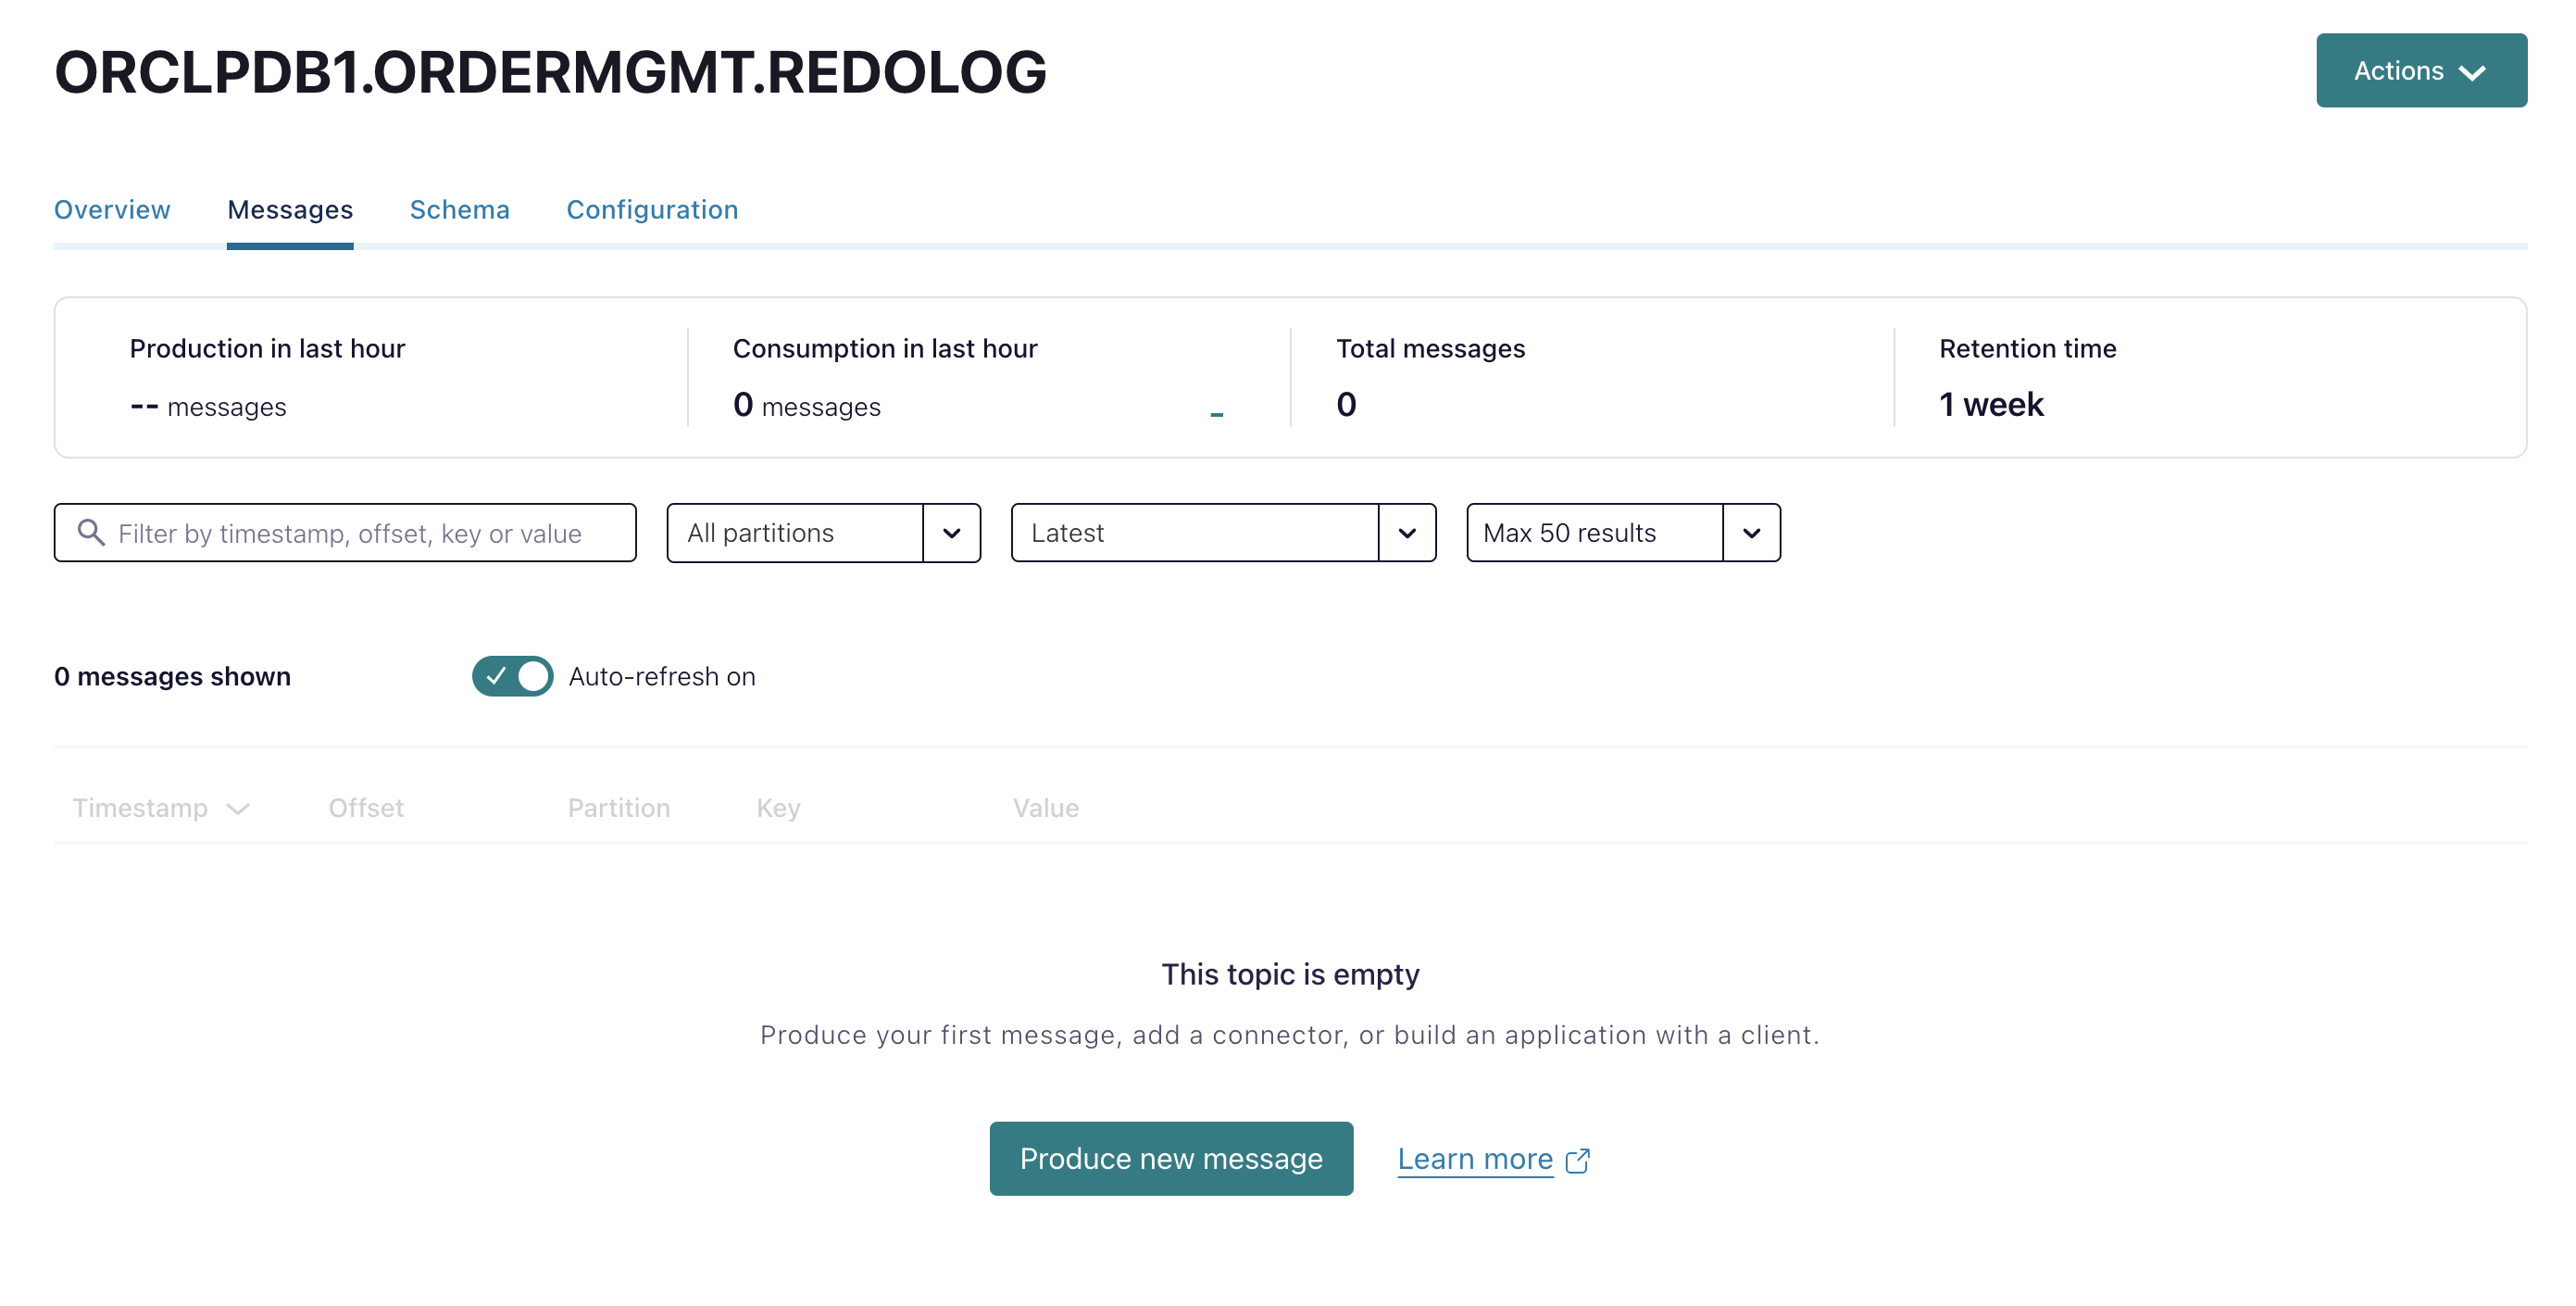 ORCLPDB1.ORDERMGMT.REDOLOG
Actions
Overview Messages Schema Configuration
Production in last hour
-- messages
Consumption in last hour
0 messages
Total messages
0
Retention time
1 week
Filter by timestamp, offset, key or value
All partitions
Latest
Max 50 results
0 messages shown
Auto-refresh on
Timestamp Offset Partition Key Value
This topic is empty
Produce your first message, add a connector, or build an application with a client.
Produce new message
Learn more